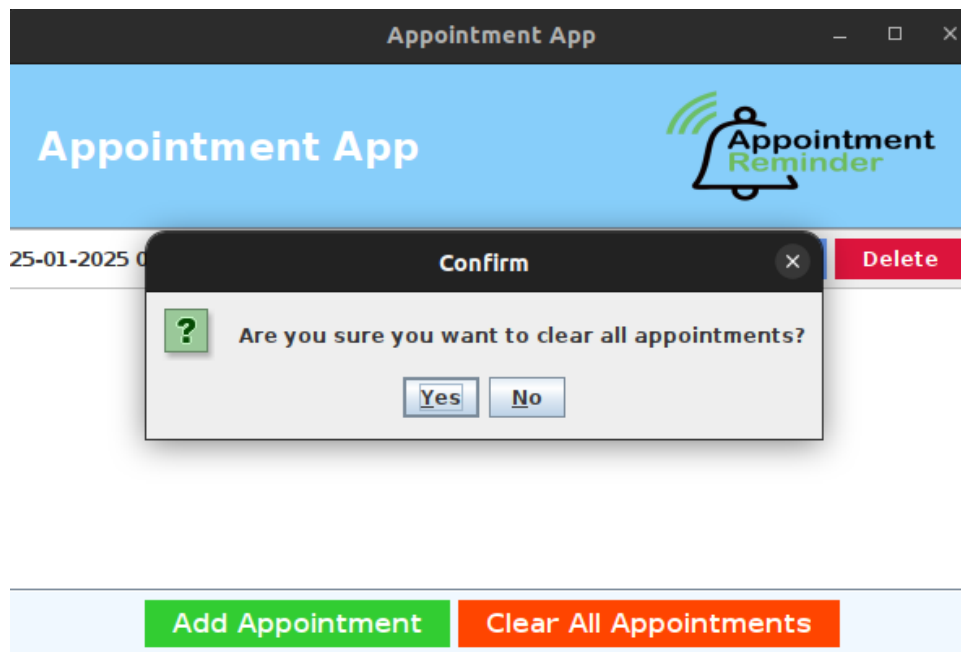 Appointment App
Appointment App
Appointment
Reminder
25-01-2025
Delete
Confirm
?
Are you sure you want to clear all appointments?
Yes
No
Add Appointment
Clear All Appointments